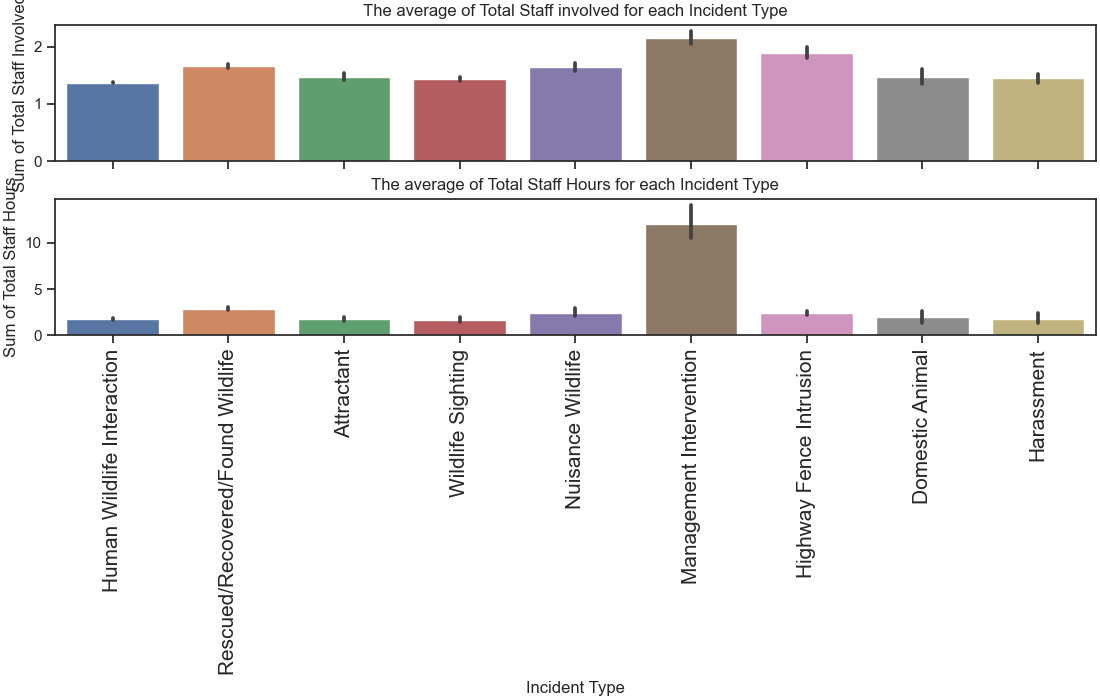 The average of Total Staff involved for each Incident Type
Sum of Total Staff Involved
2
1
0
The average of Total Staff Hours for each Incident Type
Sum of Total Staff Hours
10
5
0
Human Wildlife Interaction
Rescued/Recovered/Found Wildlife
Attractant
Wildlife Sighting
Nuisance Wildlife
Management Intervention
Highway Fence Intrusion
Domestic Animal
Harassment
Incident Type